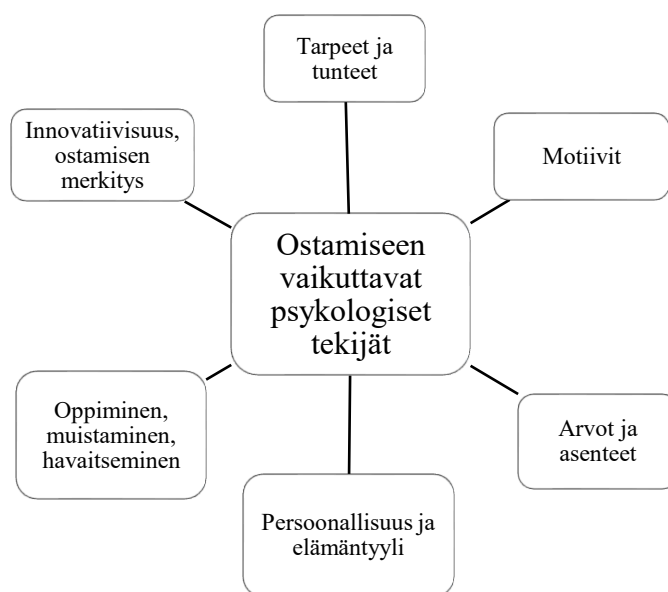 Tarpeet ja
tunteet
Innovatiivisuus,
ostamisen
merkitys
Motiivit
Ostamiseen
vaikuttavat
psykologiset
tekijät
Oppiminen,
muistaminen,
havaitseminen
Arvot ja
asenteet
Persoonallisuus ja
elämäntyyli